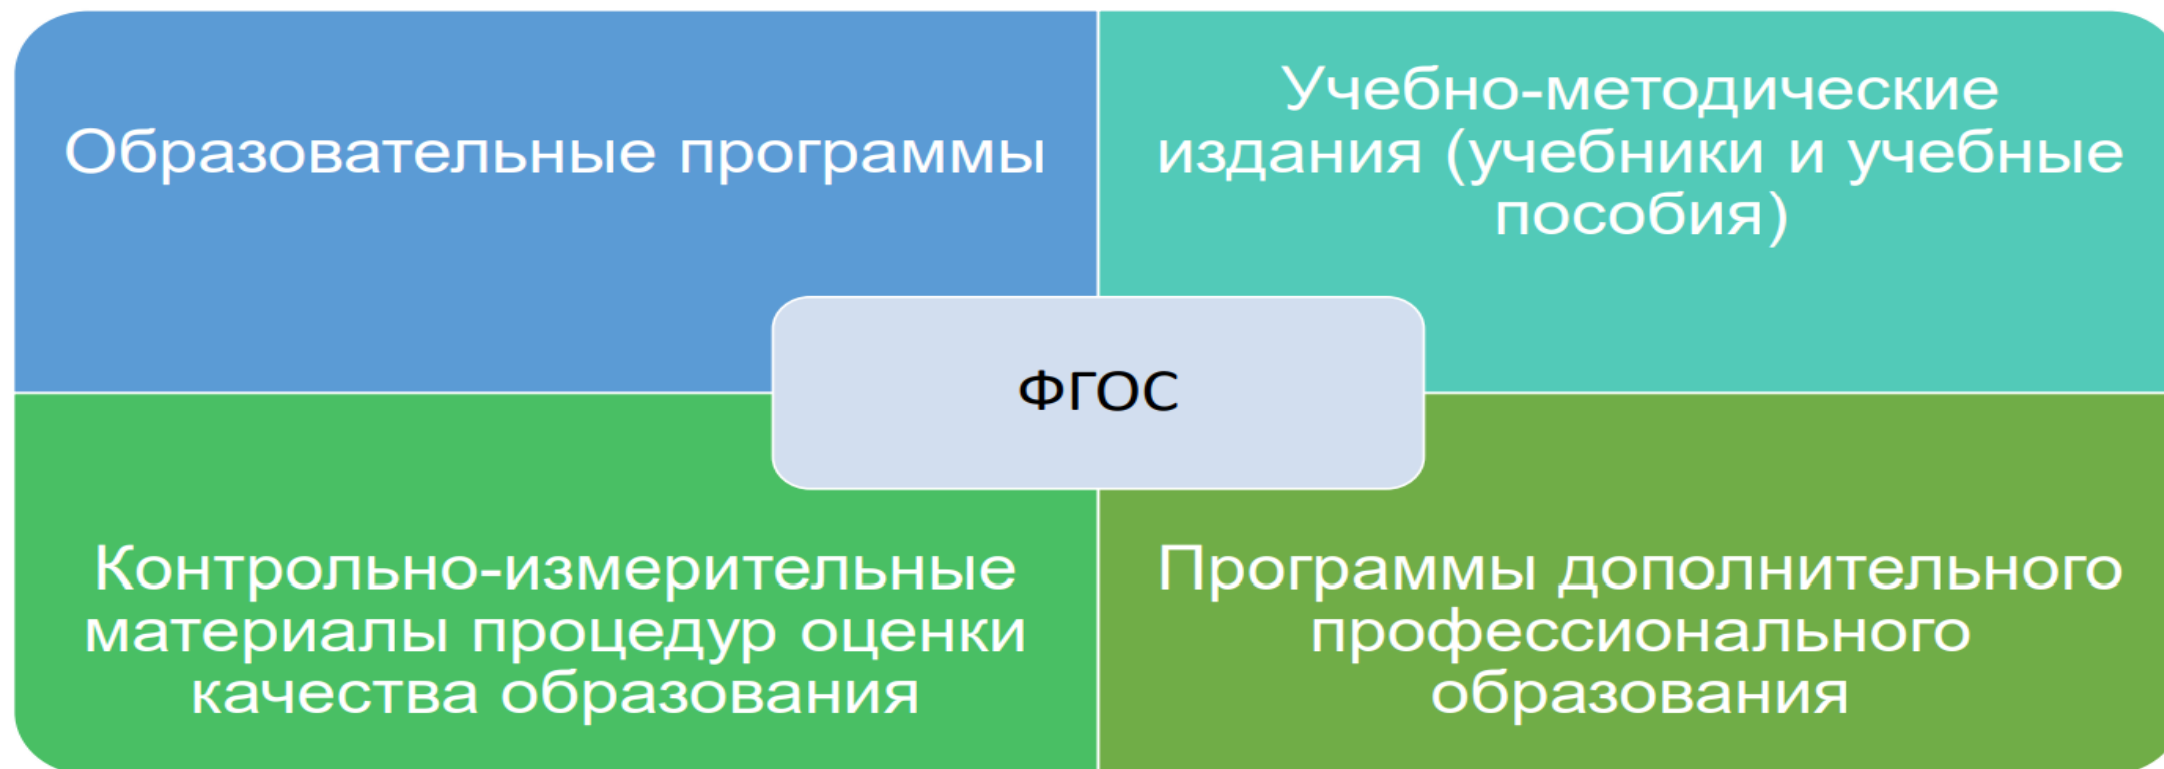 Образовательные программы
Учебно-методические
издания (учебники и учебные
пособия)
ФГОС
Контрольно-измерительные
материалы процедур оценки
качества образования
Программы дополнительного
профессионального
образования